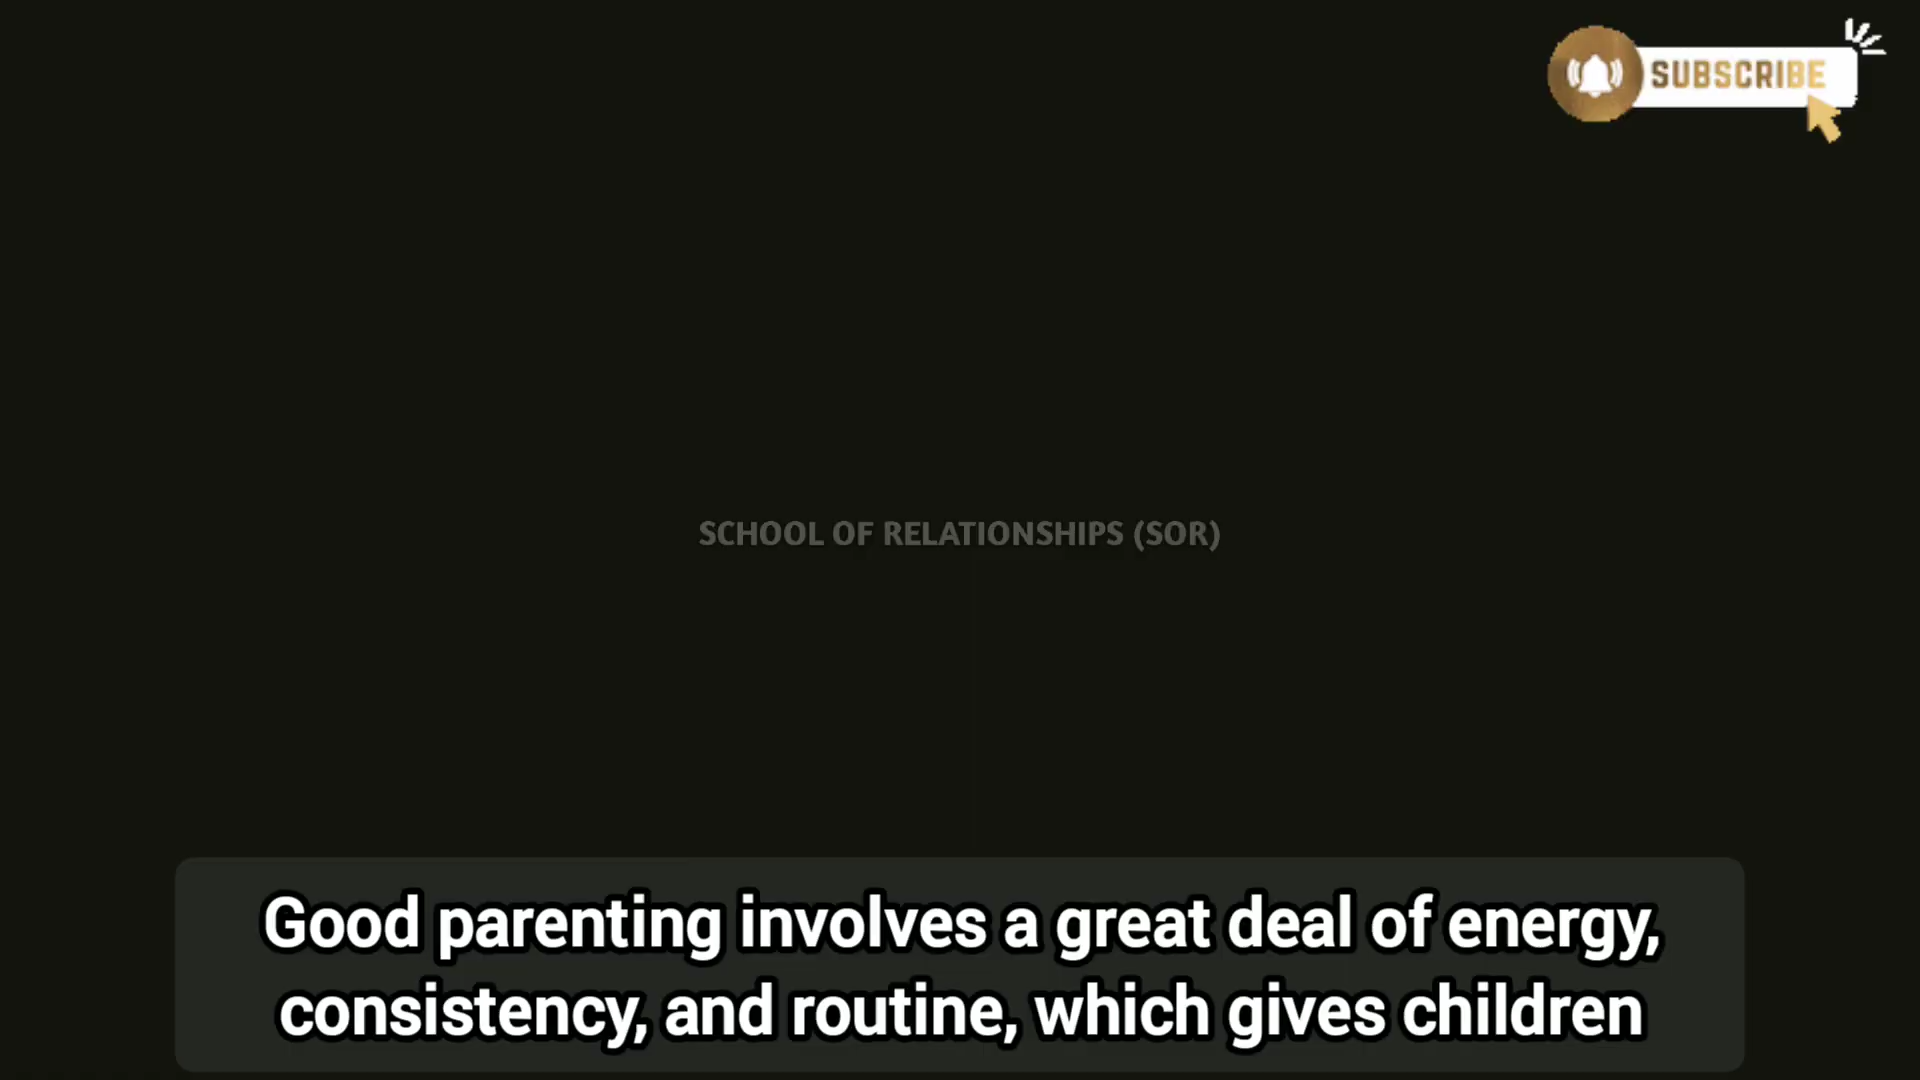 SUBSCRIBE
SCHOOL OF RELATIONSHIPS (SOR)
Good parenting involves a great deal of energy,
consistency, and routine, which gives children